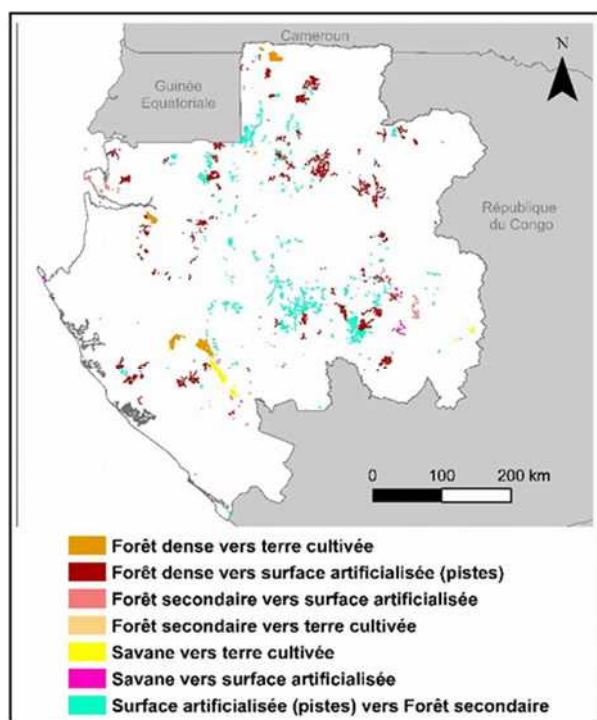 Cameroun
N
Guinée
Equatoriale
République
du Congo
0 100 200 km
Forêt dense vers terre cultivée
Forêt dense vers surface artificialisée (pistes)
Forêt secondaire vers surface artificialisée
Forêt secondaire vers terre cultivée
Savane vers terre cultivée
Savane vers surface artificialisée
Surface artificialisée (pistes) vers Forêt secondaire